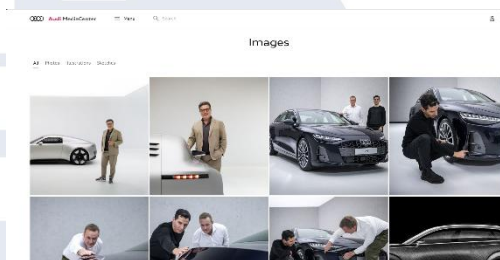 Audi MediaCenter Menu Search
Images
All Photos Illustrations Sketches